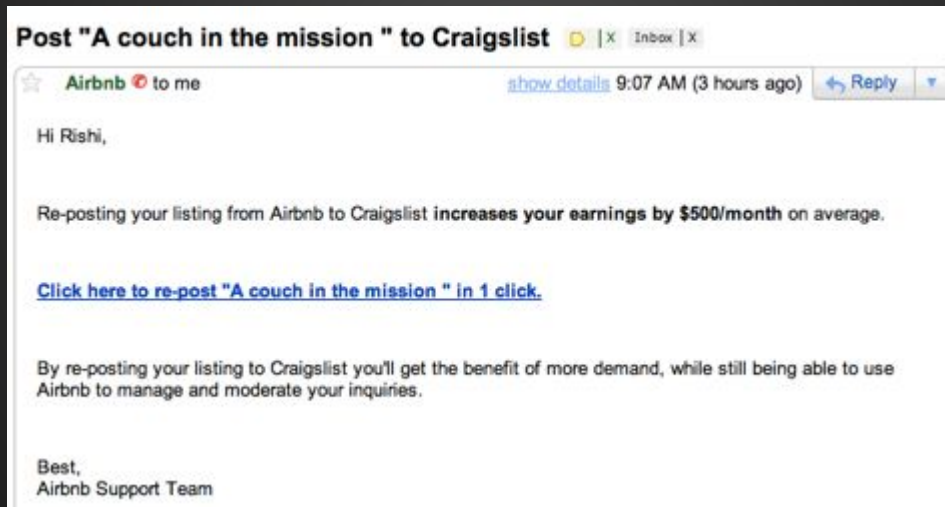 Post "A couch in the mission " to Craigslist | X Inbox | X
Airbnb to me show details 9:07 AM (3 hours ago) Reply
Hi Rishi,
Re-posting your listing from Airbnb to Craigslist increases your earnings by $500/month on average.
Click here to re-post "A couch in the mission " in 1 click.
By re-posting your listing to Craigslist you'll get the benefit of more demand, while still being able to use
Airbnb to manage and moderate your inquiries.
Best,
Airbnb Support Team